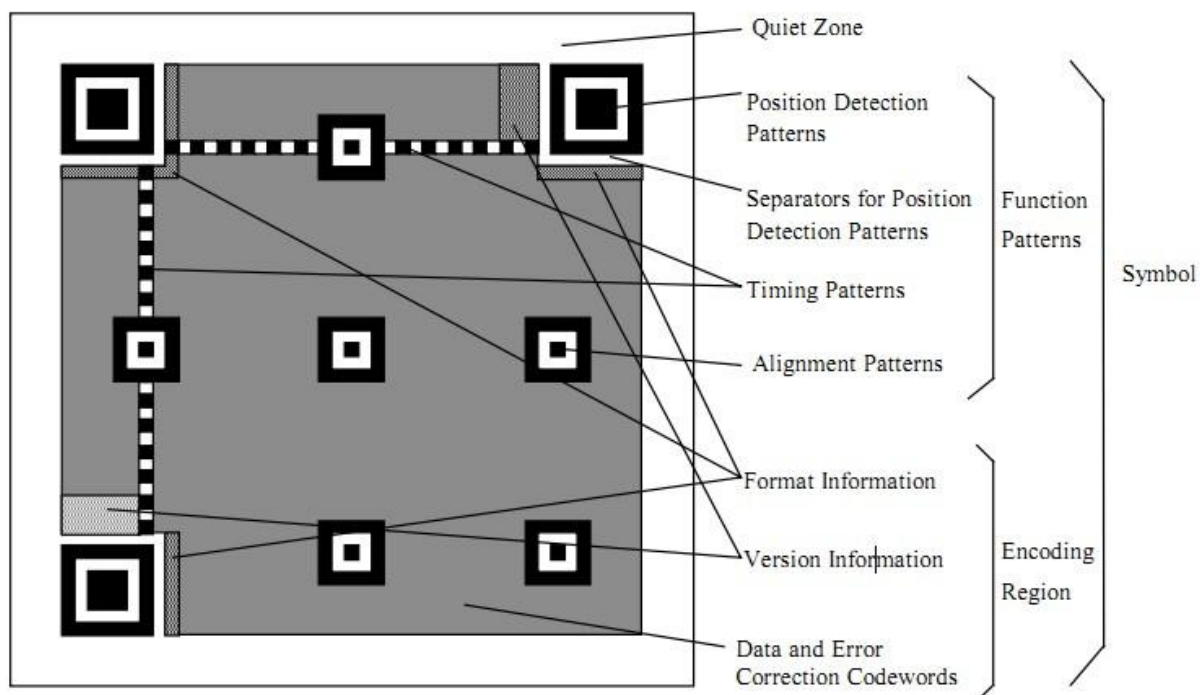 Quiet Zone
Position Detection
Patterns
Separators for Position
Detection Patterns
Function
Patterns
Symbol
Timing Patterns
Alignment Patterns
Format Information
Version Information
Encoding
Region
Data and Error
Correction Codewords